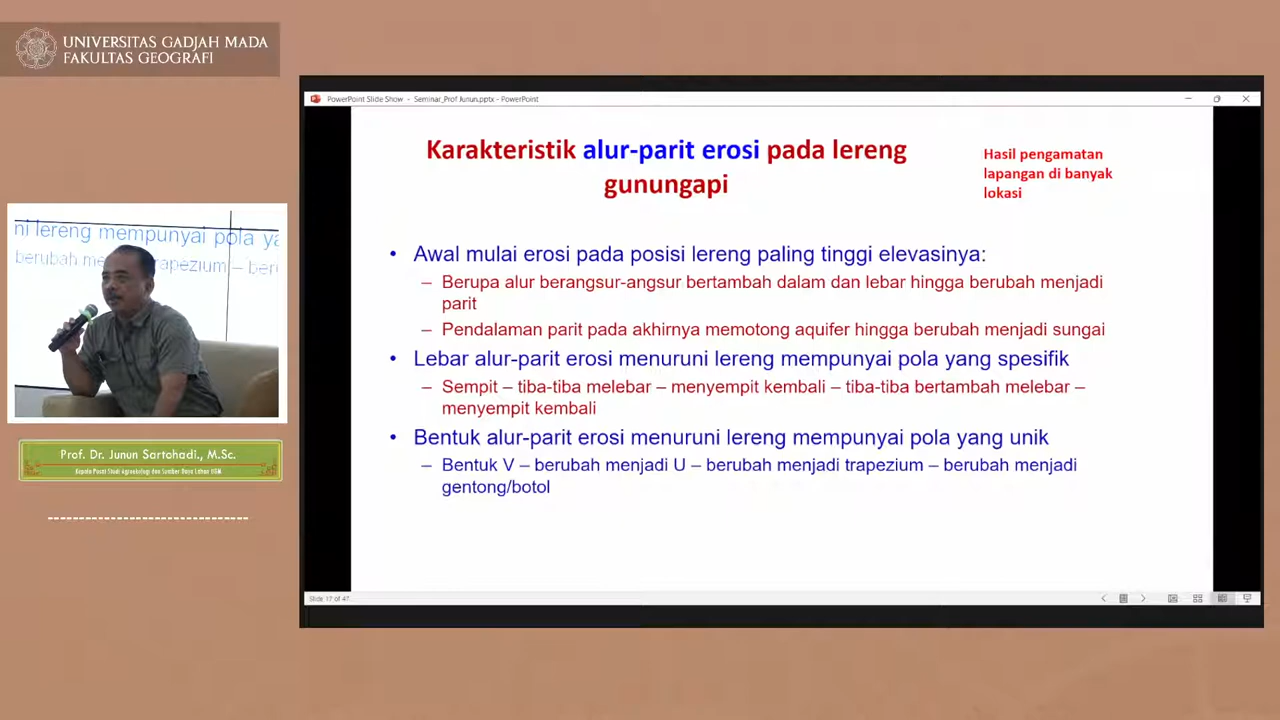 UNIVERSITAS GADJAH MADA
FAKULTAS GEOGRAFI
PowerPoint Slide Show - Seminar_Prof Junun.pptx - PowerPoint
Karakteristik alur-parit erosi pada lereng
gunungapi
Hasil pengamatan
lapangan di banyak
lokasi
• Awal mulai erosi pada posisi lereng paling tinggi elevasinya:
– Berupa alur berangsur-angsur bertambah dalam dan lebar hingga berubah menjadi
parit
– Pendalaman parit pada akhirnya memotong aquifer hingga berubah menjadi sungai
• Lebar alur-parit erosi menuruni lereng mempunyai pola yang spesifik
– Sempit – tiba-tiba melebar – menyempit kembali – tiba-tiba bertambah melebar –
menyempit kembali
• Bentuk alur-parit erosi menuruni lereng mempunyai pola yang unik
– Bentuk V – berubah menjadi U – berubah menjadi trapezium – berubah menjadi
gentong/botol
Slide 17 of 47
ni lereng mempunyai pola ya
berubah me trapezium – ber
Prof. Dr. Junun Sartohadi., M.Sc.
Kepala Pusat Studi Agroekologi dan Sumber Daya Lahan UGM